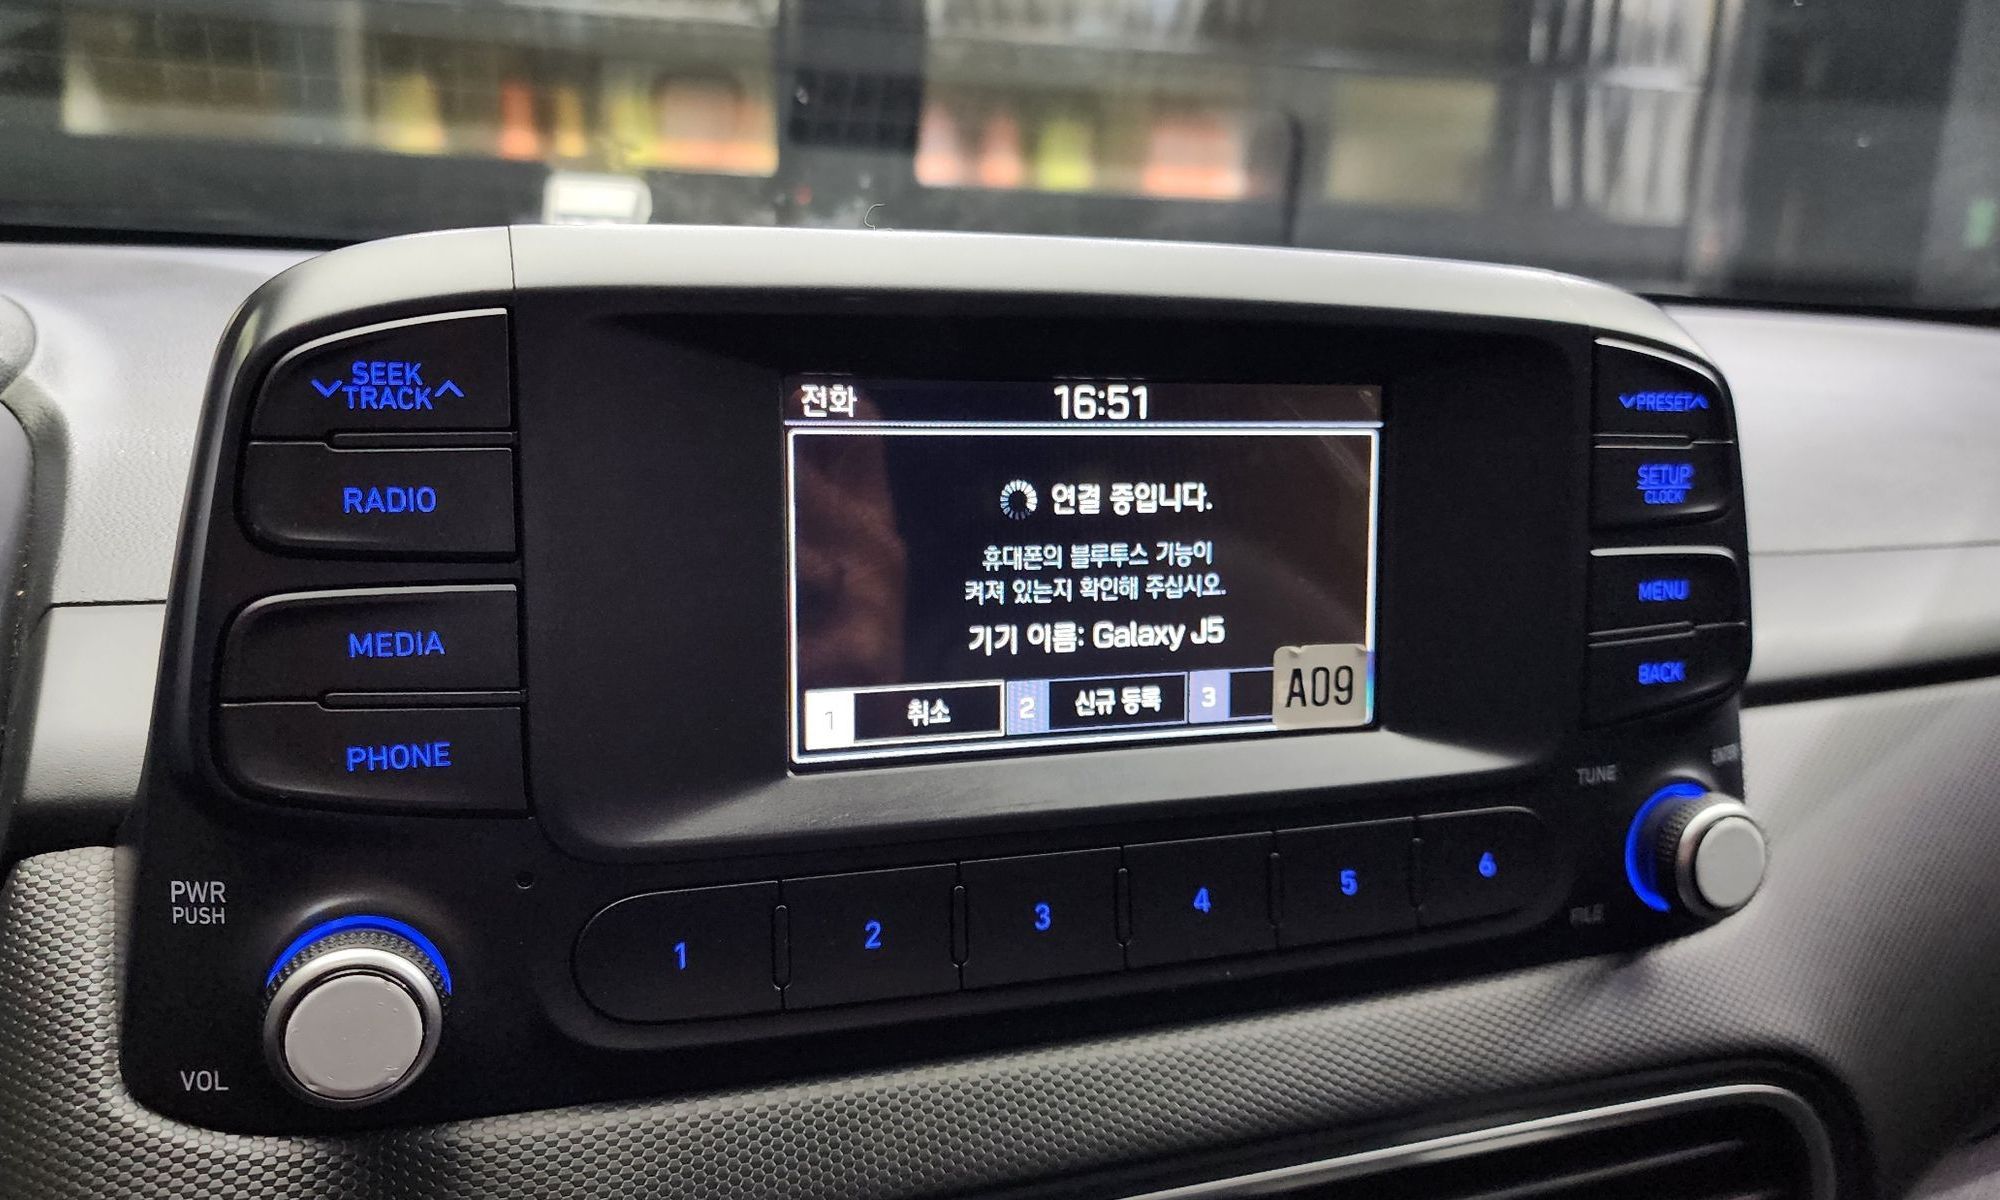 SEEK
TRACK
RADIO
MEDIA
PHONE
PWR
PUSH
VOL
전화 16:51
연결 중입니다.
휴대폰의 블루투스 기능이
켜져 있는지 확인해 주십시오.
기기 이름: Galaxy J5
1 취소 2 신규 등록 3
A09
PRESET
SETUP
CLOCK
MENU
BACK
TUNE
ENTER
FILE
1 2 3 4 5 6